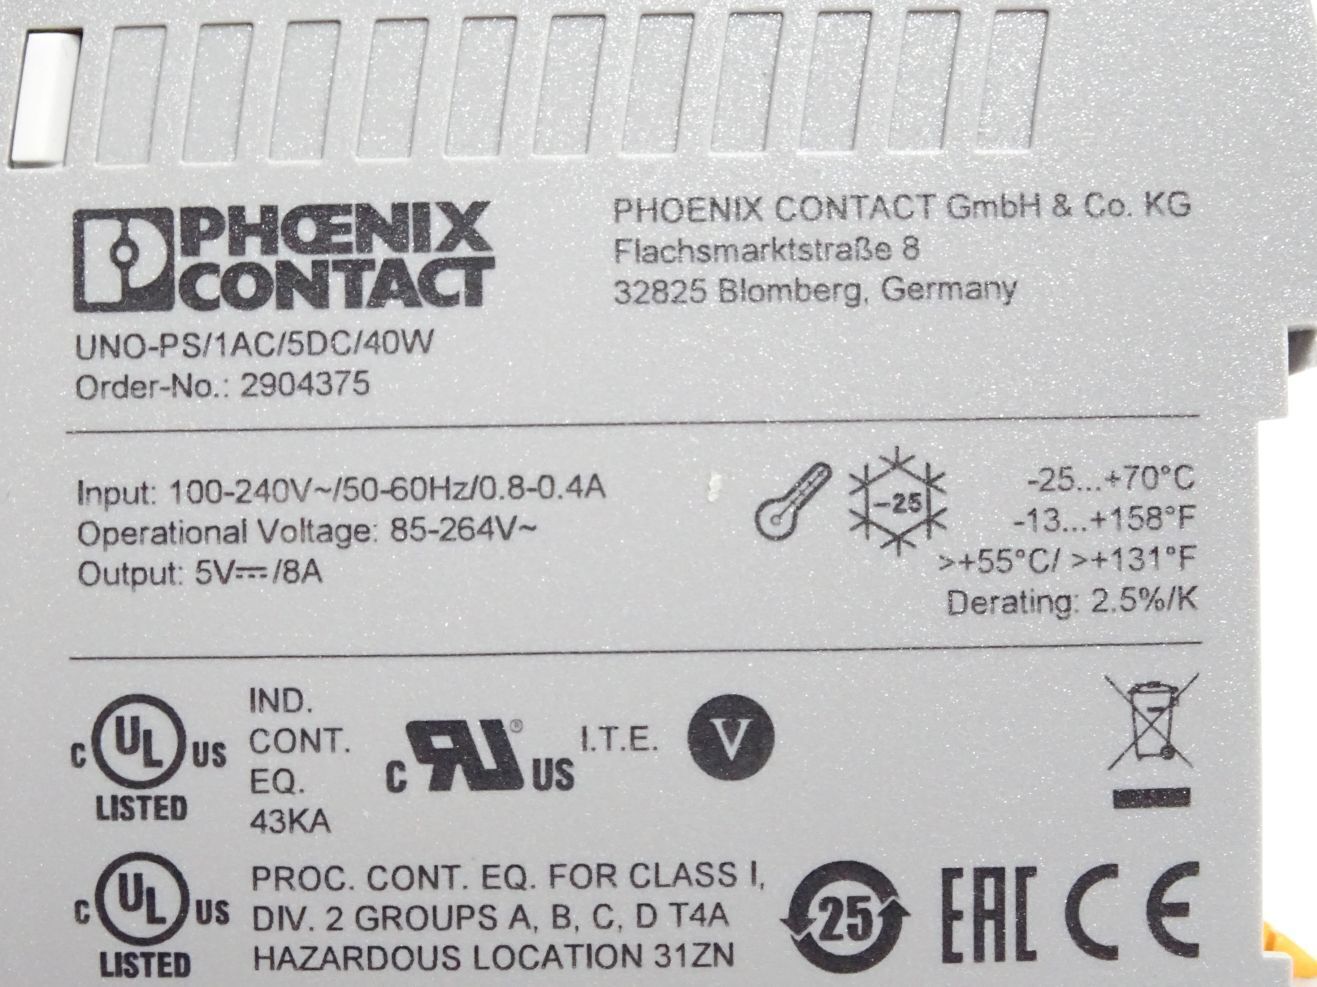 PHŒNIX
CONTACT
PHOENIX CONTACT GmbH & Co. KG
Flachsmarktstraße 8
32825 Blomberg, Germany
UNO-PS/1AC/5DC/40W
Order-No.: 2904375
Input: 100-240V~/50-60Hz/0.8-0.4A
Operational Voltage: 85-264V~
Output: 5V⎓/8A
-25
-25...+70°C
-13...+158°F
>+55°C/ >+131°F
Derating: 2.5%/K
C UL US
LISTED
IND.
CONT.
EQ.
43KA
C RU® US
I.T.E.
V
C UL US
LISTED
PROC. CONT. EQ. FOR CLASS I,
DIV. 2 GROUPS A, B, C, D T4A
HAZARDOUS LOCATION 31ZN
25
EAC CE